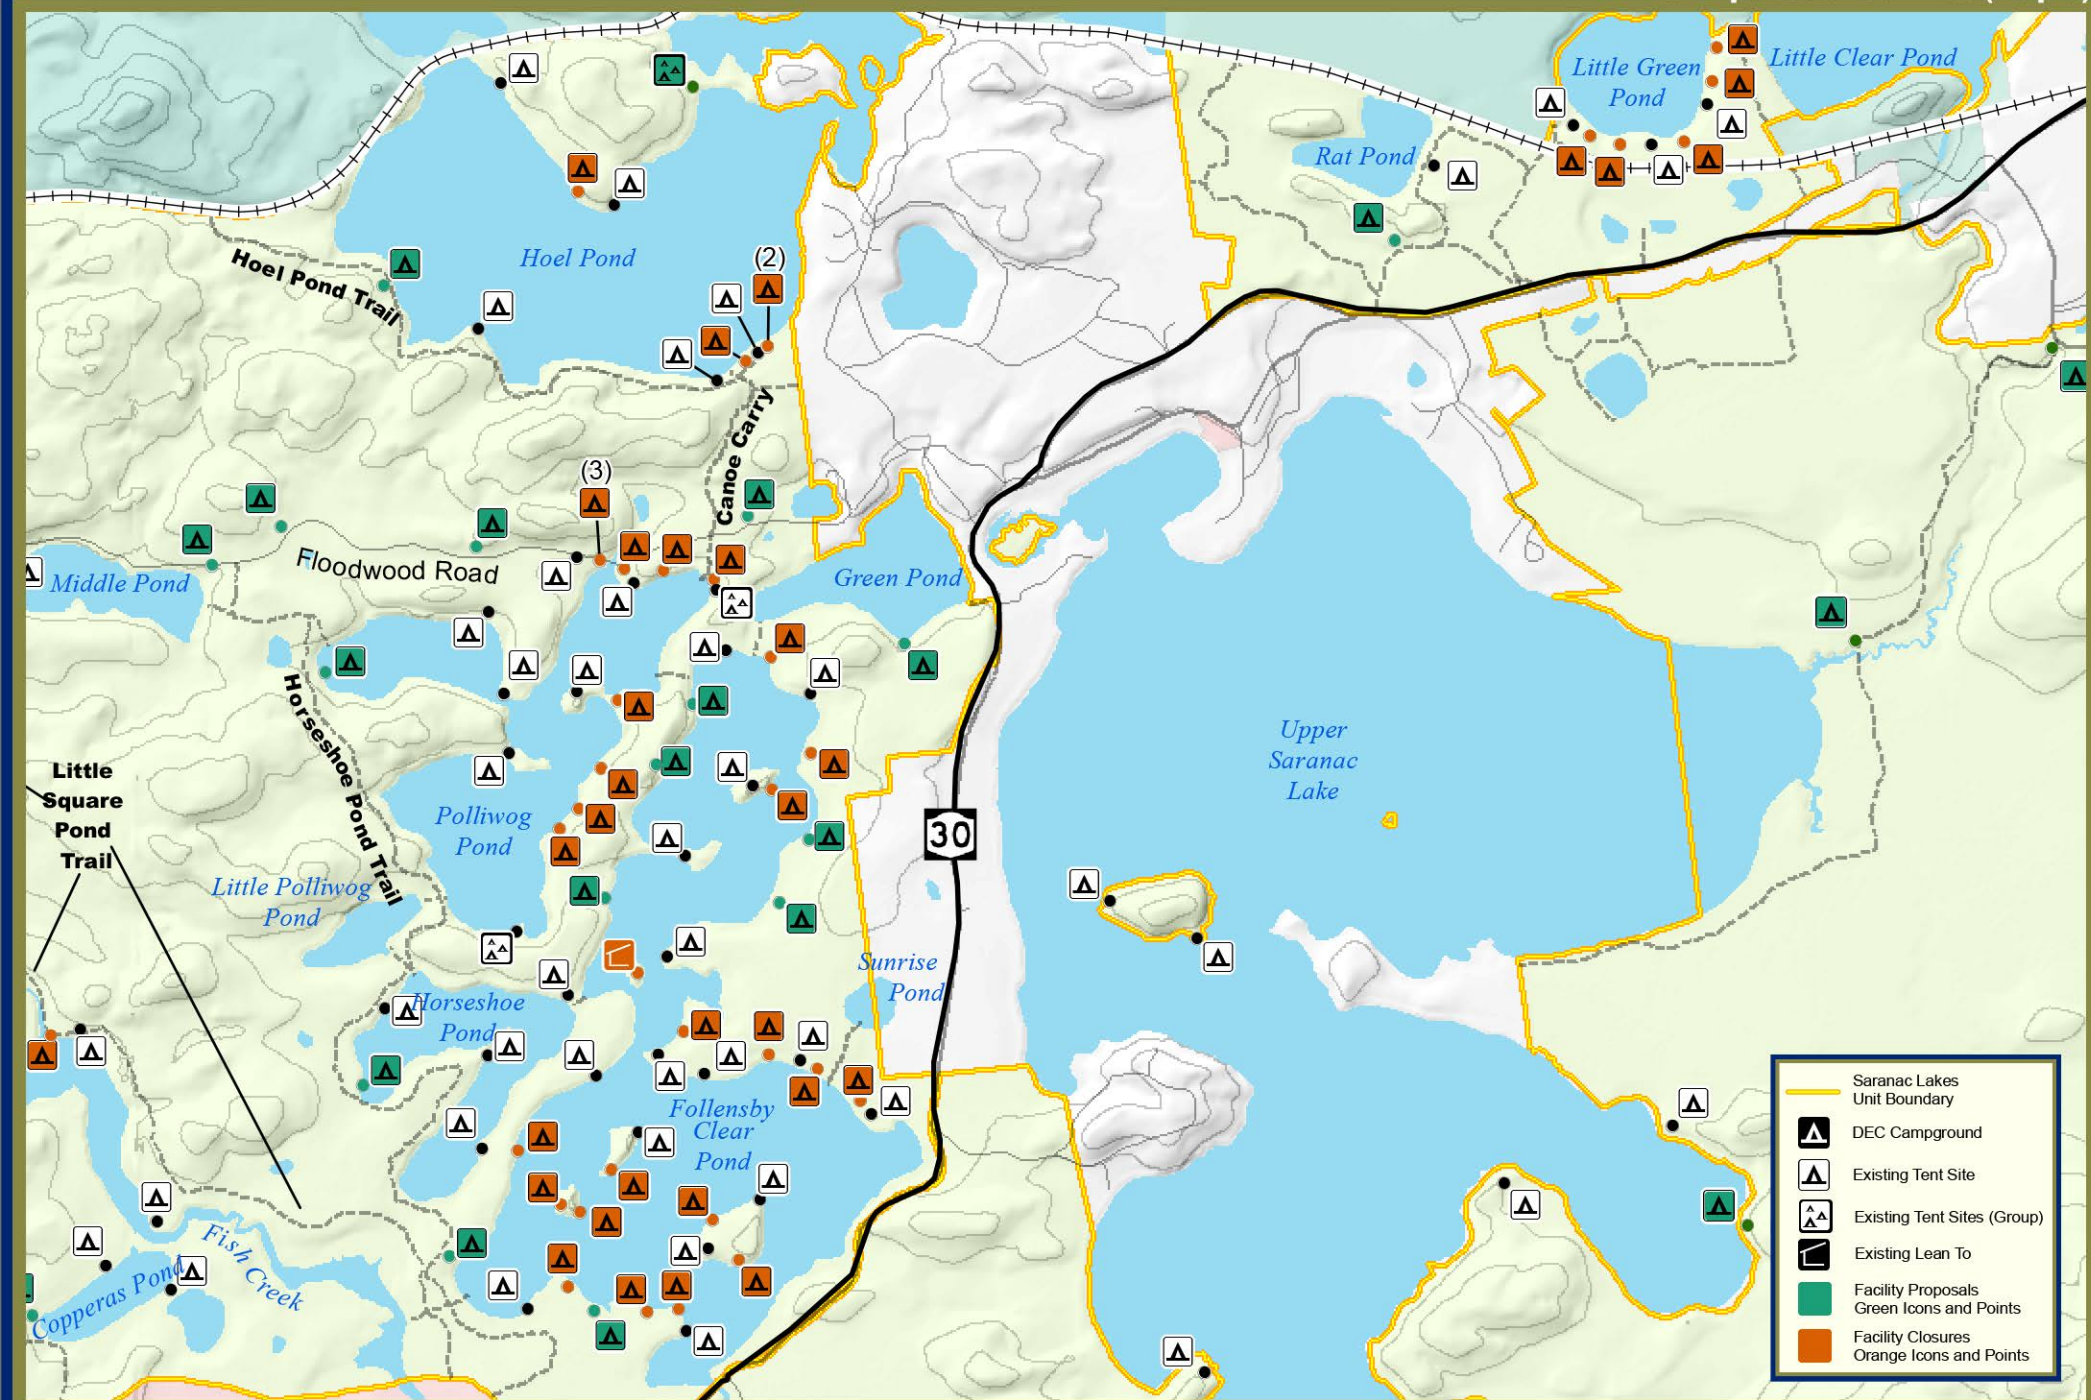 Little Green
Pond
Little Clear Pond
Rat Pond
Hoel Pond
Hoel Pond Trail
(2)
Canoe Carry
(3)
Floodwood Road
Middle Pond
Green Pond
Horseshoe Pond Trail
Little
Square
Pond
Trail
Polliwog
Pond
Little Polliwog
Pond
Upper
Saranac
Lake
30
Sunrise
Pond
Horseshoe
Pond
Follensby
Clear
Pond
Fish Creek
Copperas Pond
Saranac Lakes
Unit Boundary
DEC Campground
Existing Tent Site
Existing Tent Sites (Group)
Existing Lean To
Facility Proposals
Green Icons and Points
Facility Closures
Orange Icons and Points